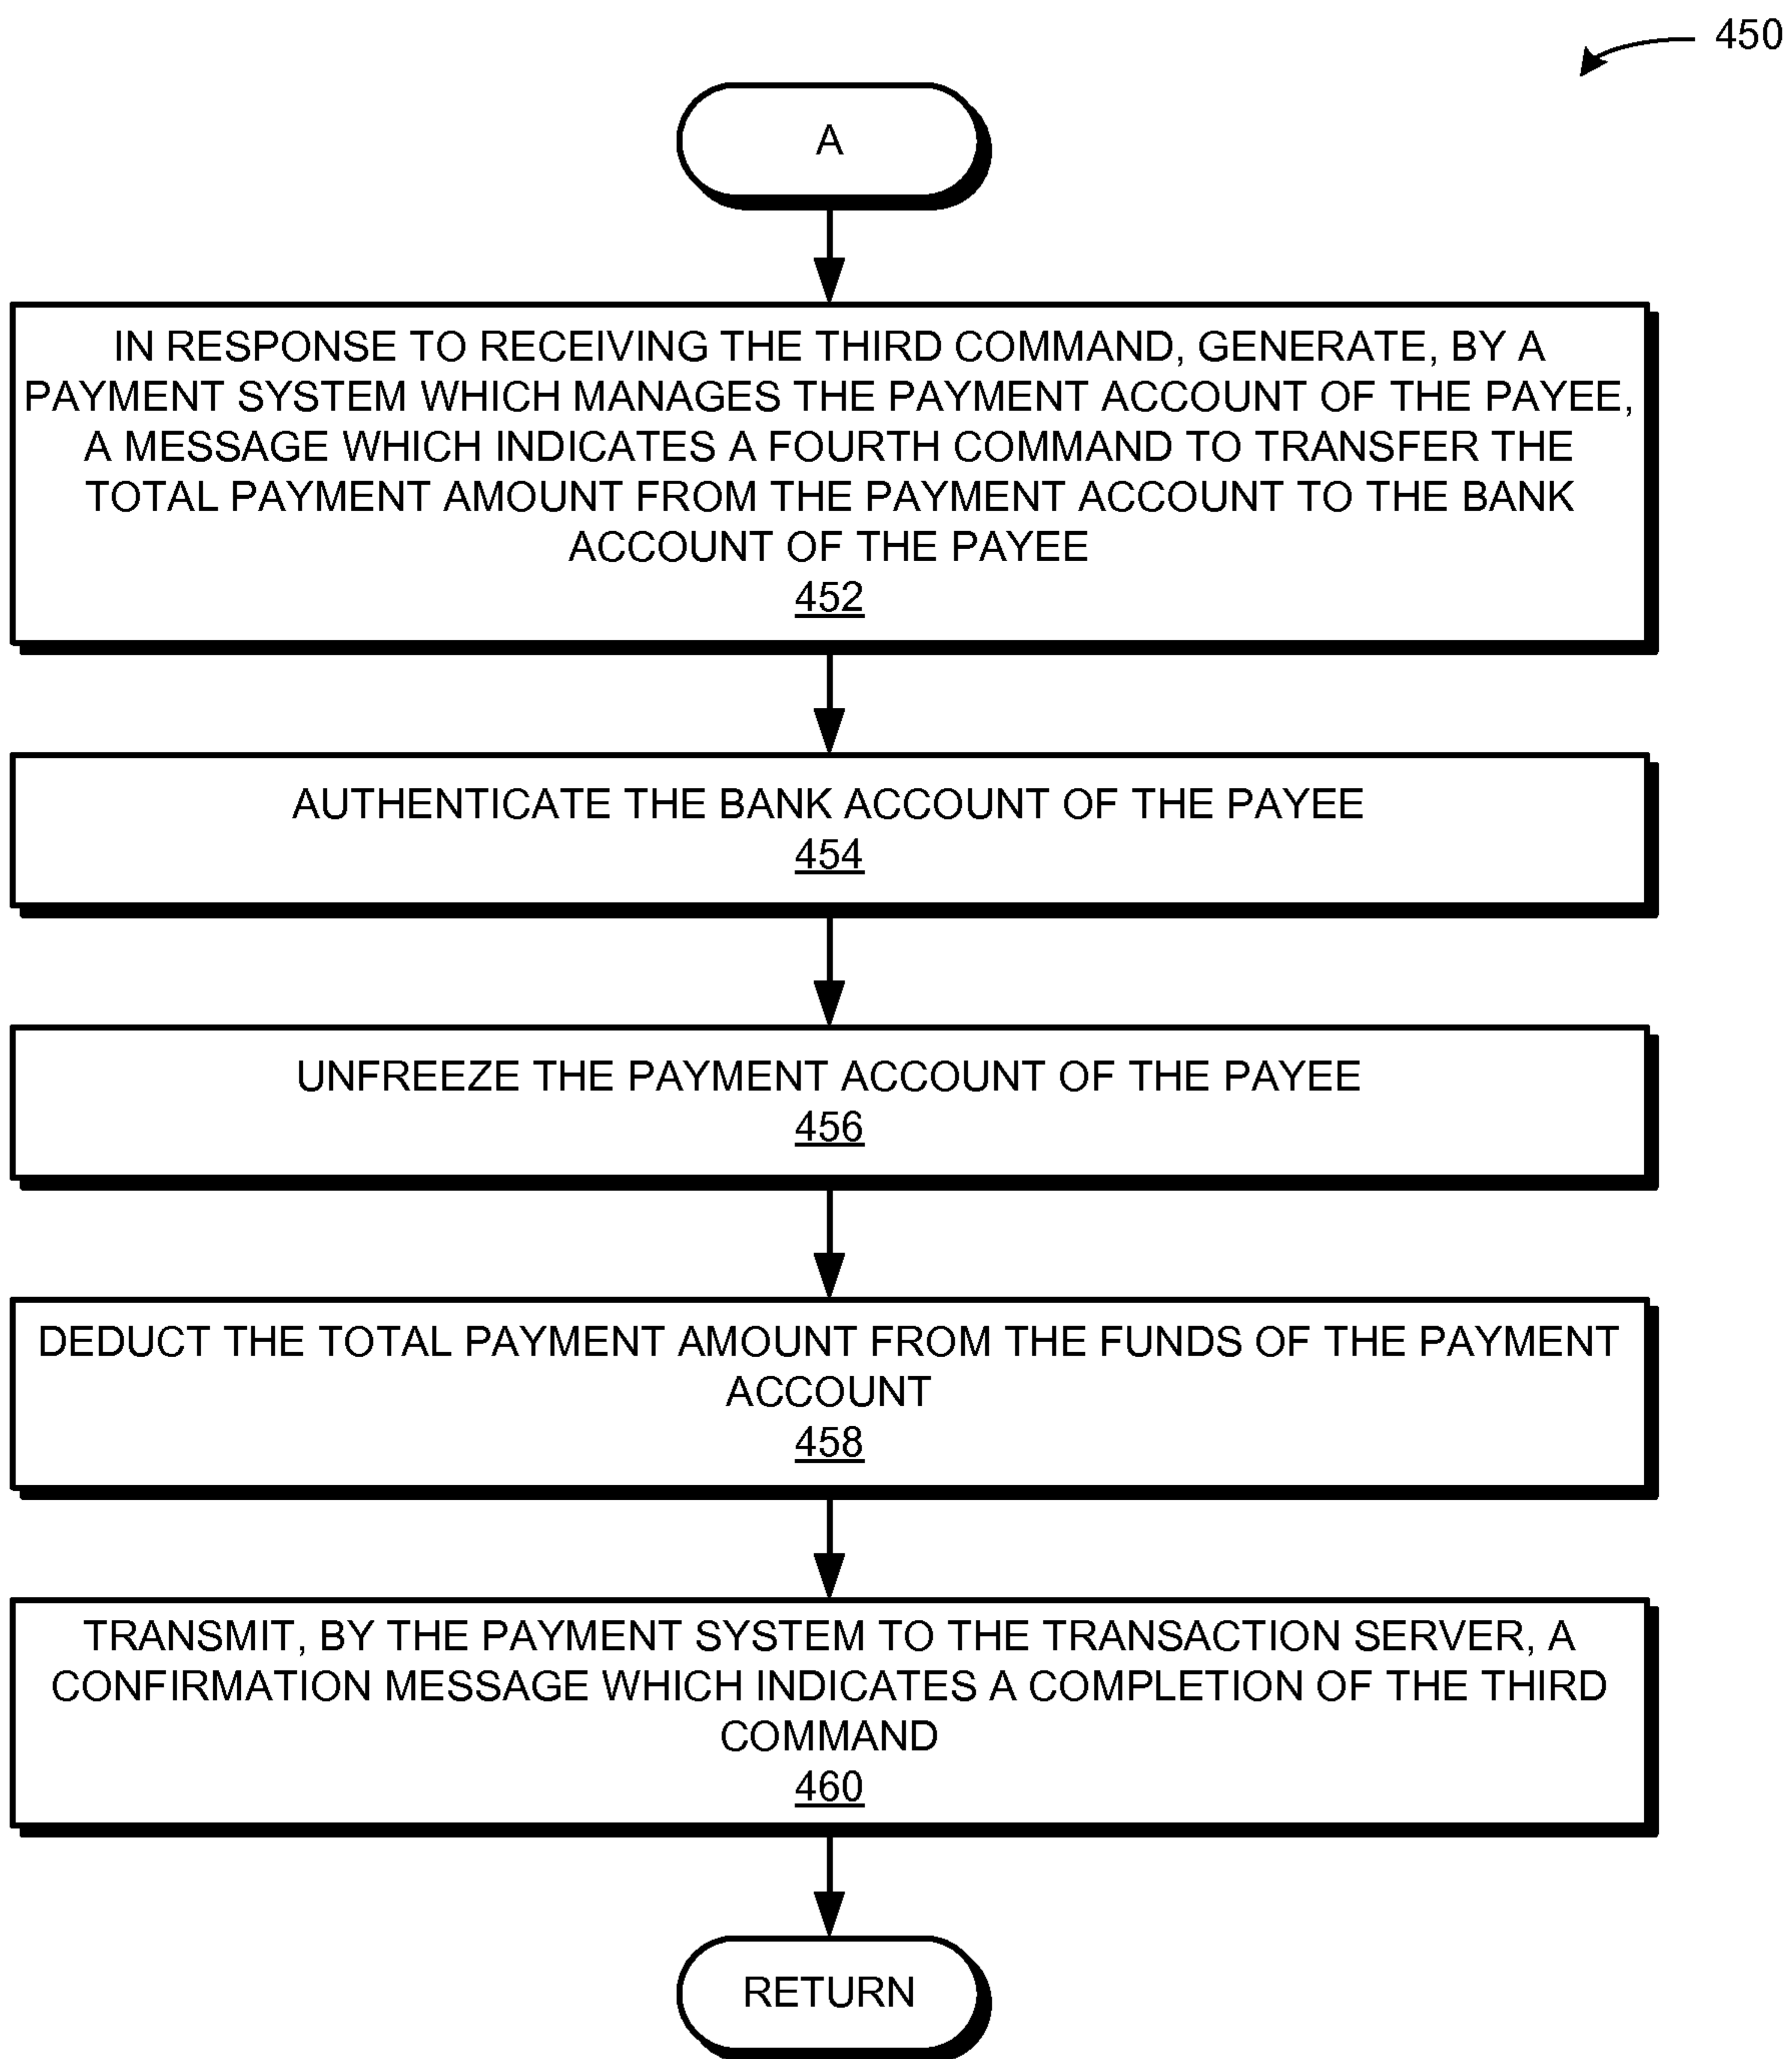 450
A
IN RESPONSE TO RECEIVING THE THIRD COMMAND, GENERATE, BY A
PAYMENT SYSTEM WHICH MANAGES THE PAYMENT ACCOUNT OF THE PAYEE,
A MESSAGE WHICH INDICATES A FOURTH COMMAND TO TRANSFER THE
TOTAL PAYMENT AMOUNT FROM THE PAYMENT ACCOUNT TO THE BANK
ACCOUNT OF THE PAYEE
452
AUTHENTICATE THE BANK ACCOUNT OF THE PAYEE
454
UNFREEZE THE PAYMENT ACCOUNT OF THE PAYEE
456
DEDUCT THE TOTAL PAYMENT AMOUNT FROM THE FUNDS OF THE PAYMENT
ACCOUNT
458
TRANSMIT, BY THE PAYMENT SYSTEM TO THE TRANSACTION SERVER, A
CONFIRMATION MESSAGE WHICH INDICATES A COMPLETION OF THE THIRD
COMMAND
460
RETURN